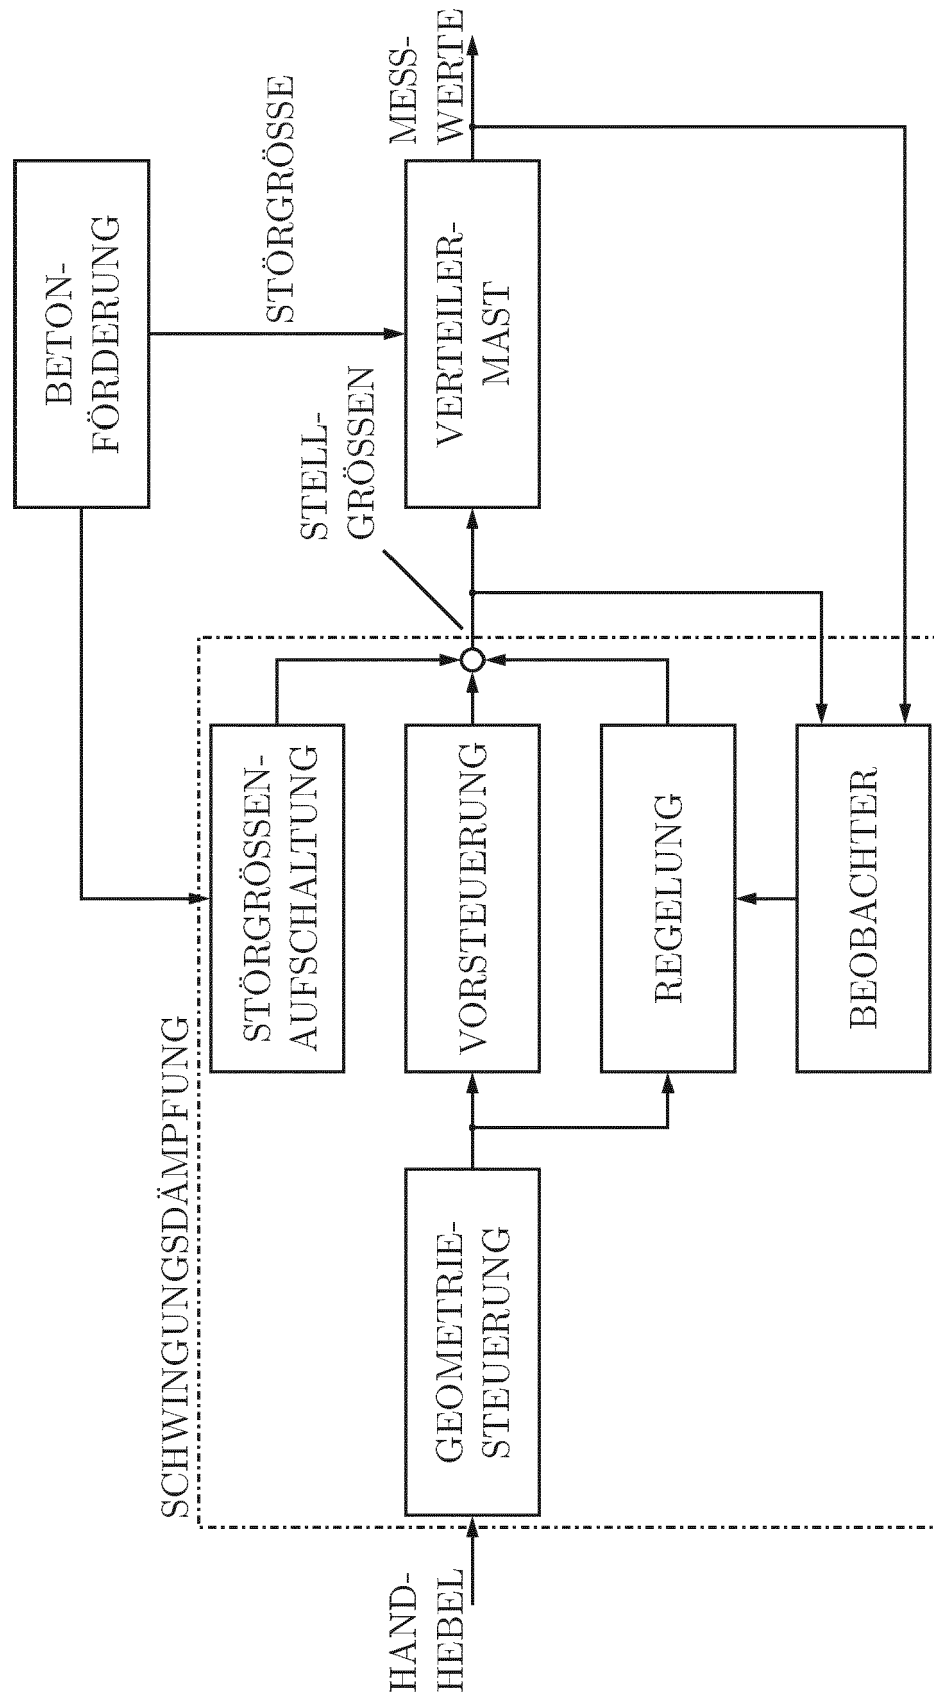 BETON-
FÖRDERUNG
STÖRGRÖSSE
SCHWINGUNGSDÄMPFUNG
STÖRGRÖSSEN-
AUFSCHALTUNG
STELL-
GRÖSSEN
HAND-
HEBEL
GEOMETRIE-
STEUERUNG
VORSTEUERUNG
VERTEILER-
MAST
MESS-
WERTE
REGELUNG
BEOBACHTER